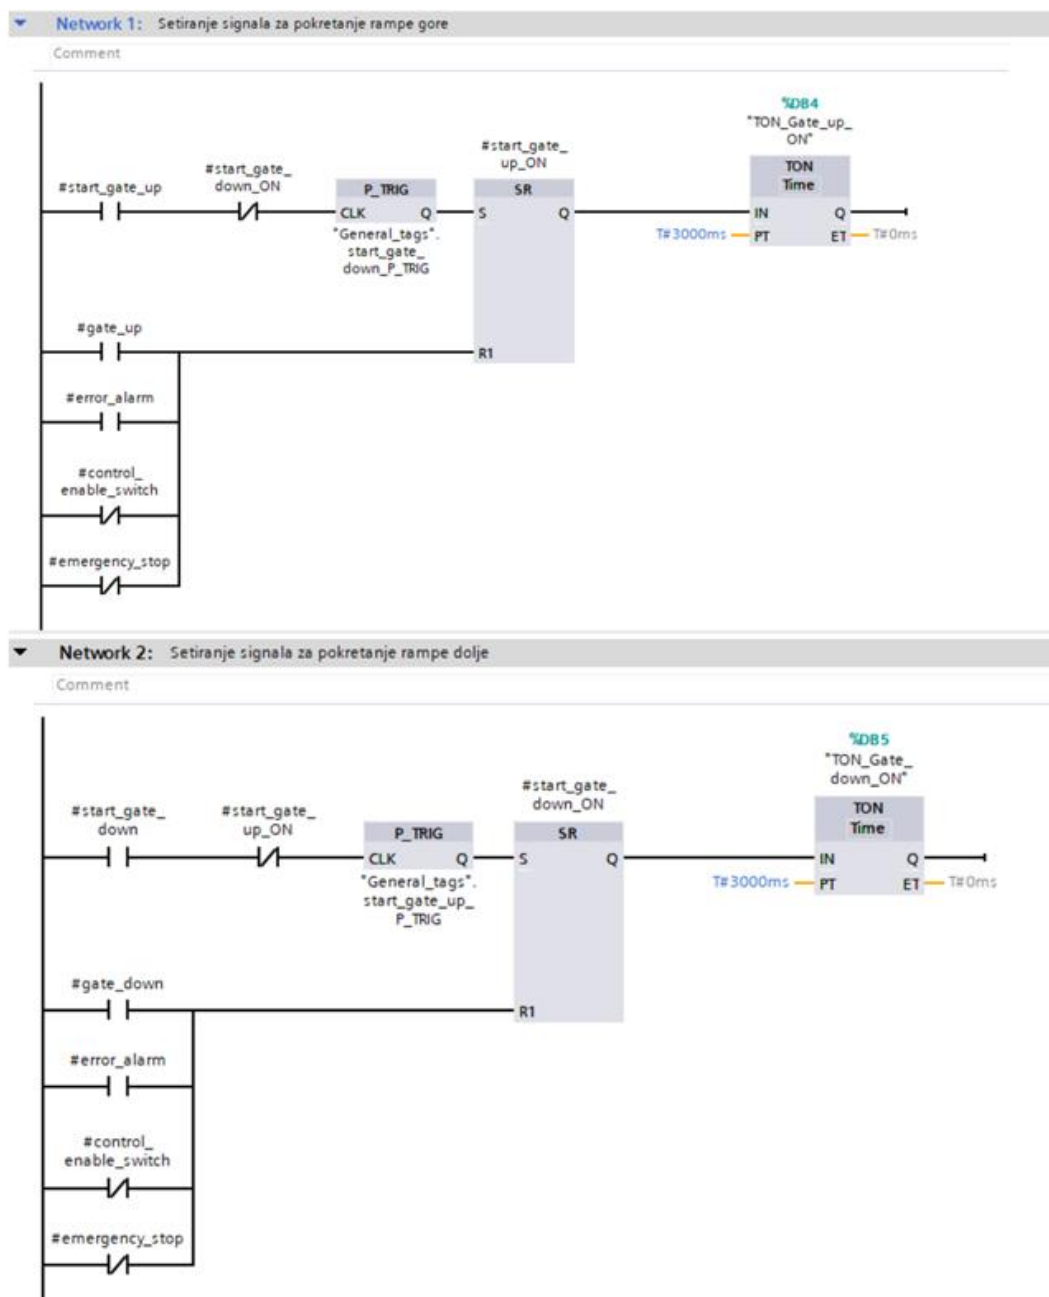 Network 1: Setiranje signala za pokretanje rampe gore
Comment
%DB4
"TON_Gate_up_
ON"
#start_gate_
up_ON
TON
Time
#start_gate_up
#start_gate_
down_ON
P_TRIG
SR
CLK Q
S Q
IN Q
"General_tags".
start_gate_
down_P_TRIG
T#3000ms
PT ET
T#0ms
#gate_up
R1
#error_alarm
#control_
enable_switch
#emergency_stop
Network 2: Setiranje signala za pokretanje rampe dolje
Comment
%DB5
"TON_Gate_
down_ON"
#start_gate_
down_ON
TON
Time
#start_gate_
down
#start_gate_
up_ON
P_TRIG
SR
CLK Q
S Q
IN Q
"General_tags".
start_gate_up_
P_TRIG
T#3000ms
PT ET
T#0ms
#gate_down
R1
#error_alarm
#control_
enable_switch
#emergency_stop